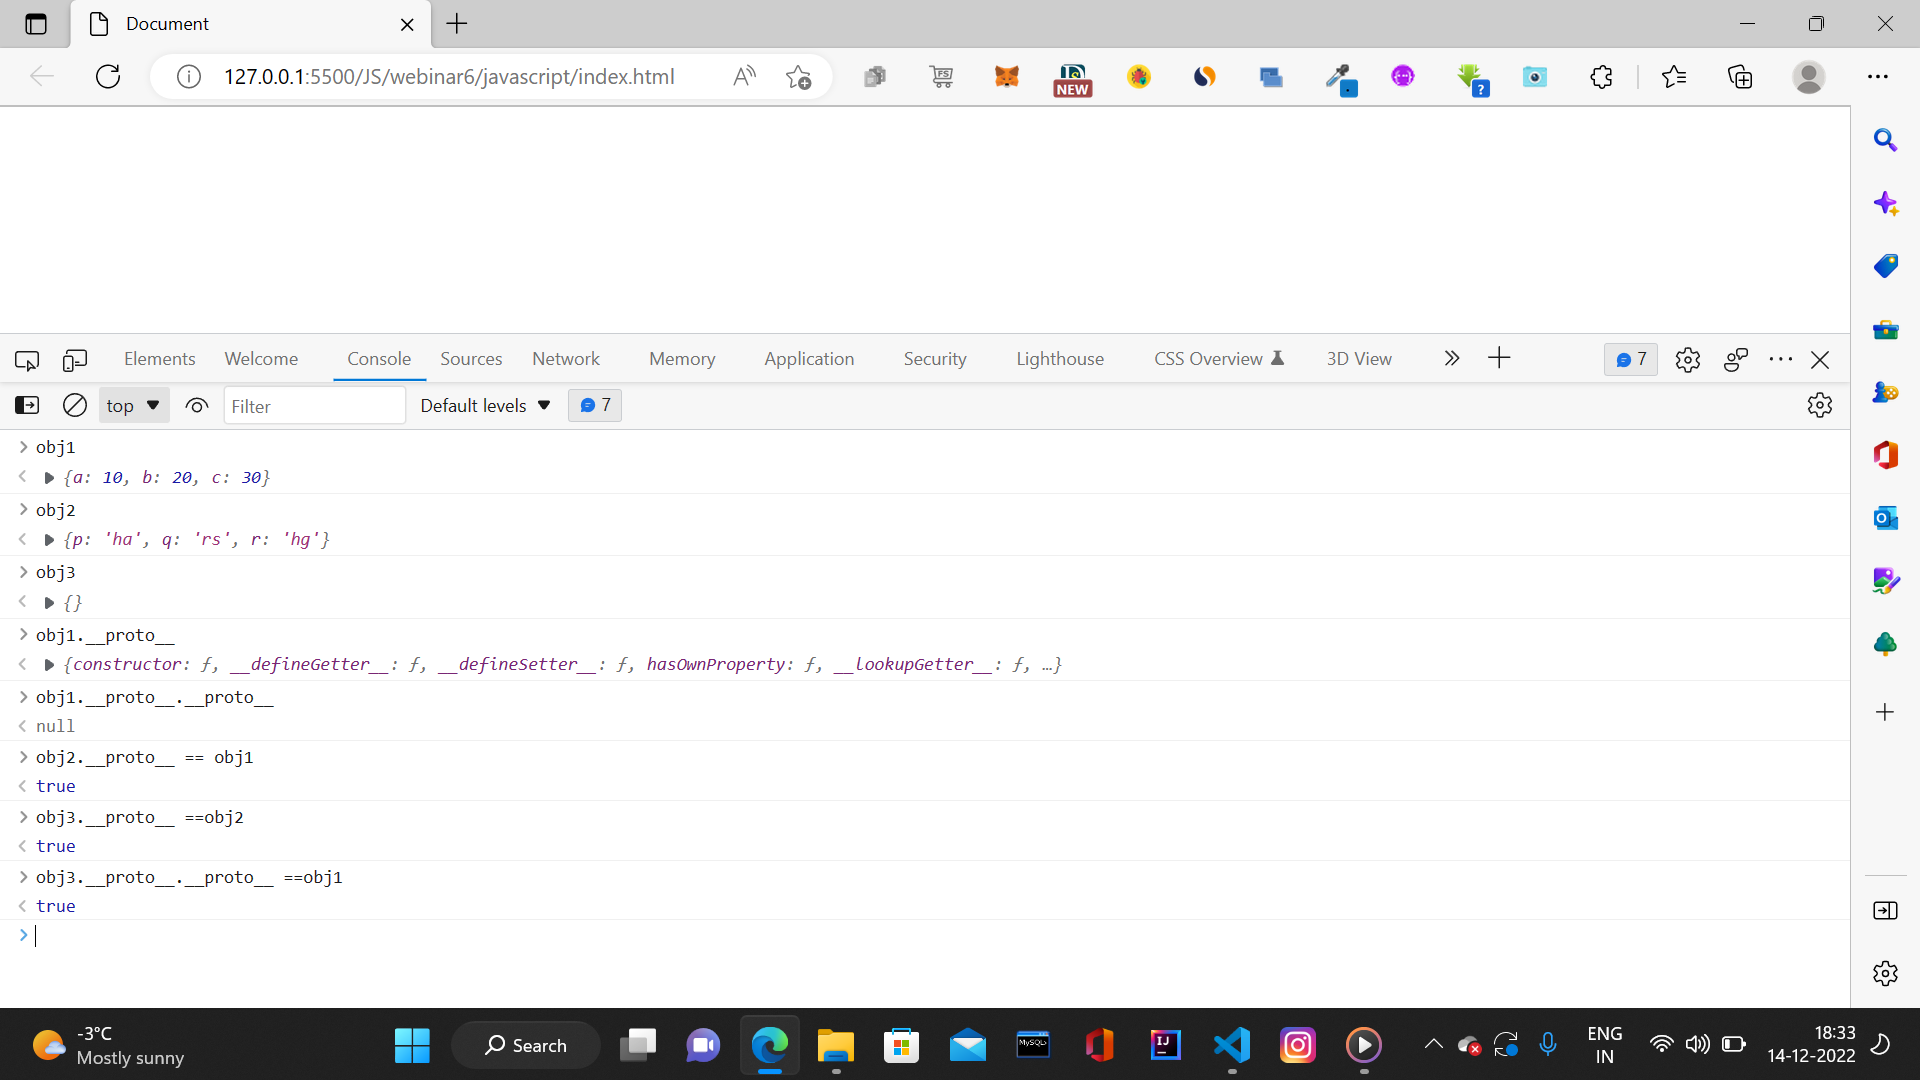 Document
127.0.0.1:5500/JS/webinar6/javascript/index.html
FS
NEW
?
Elements Welcome Console Sources Network Memory Application Security Lighthouse CSS Overview 3D View 7
top Filter Default levels 7
obj1
{a: 10, b: 20, c: 30}
obj2
{p: 'ha', q: 'rs', r: 'hg'}
obj3
{}
obj1.__proto__
{constructor: ƒ, __defineGetter__: ƒ, __defineSetter__: ƒ, hasOwnProperty: ƒ, __lookupGetter__: ƒ, …}
obj1.__proto__.__proto__
null
obj2.__proto__ == obj1
true
obj3.__proto__ ==obj2
true
obj3.__proto__.__proto__ ==obj1
true
-3°C
Mostly sunny
Search
MySQL>
IJ
ENG
IN
18:33
14-12-2022